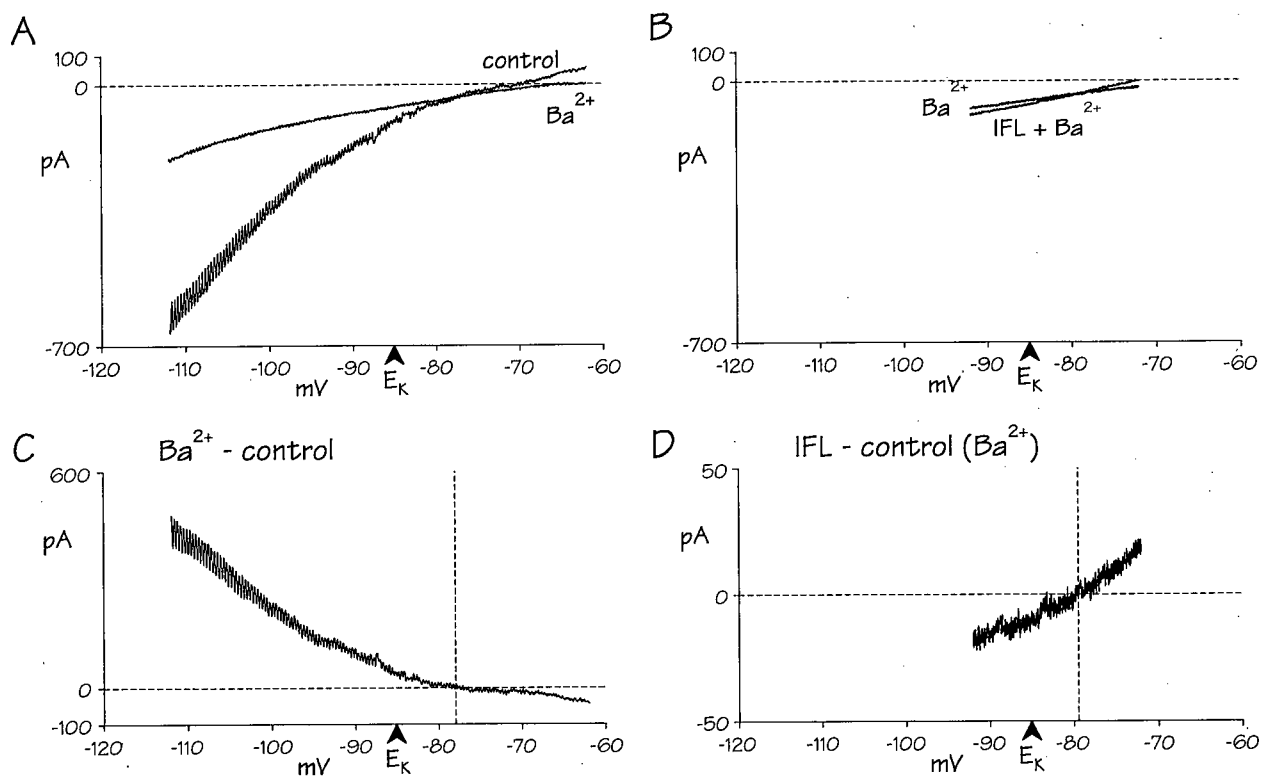 A
100
0
pA
-700
control
Ba2+
-120 -110 -100 -90 -80 -70 -60
mV
EK
B
100
0
pA
-700
Ba2+
IFL + Ba2+
-120 -110 -100 -90 -80 -70 -60
mV
EK
C
Ba2+ - control
600
pA
0
-100
-120 -110 -100 -90 -80 -70 -60
mV
EK
D
IFL - control (Ba2+)
50
pA
0
-50
-120 -110 -100 -90 -80 -70 -60
mV
EK